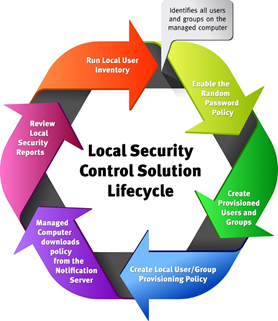 Identifies all users
and groups on the
managed computer
Run Local User
Inventory
Enable the
Random
Password
Policy
Create
Provisioned
Users and
Groups
Create Local User/Group
Provisioning Policy
Managed
Computer
downloads
policy
from the
Notification
Server
Review
Local
Security
Reports
Local Security
Control Solution
Lifecycle